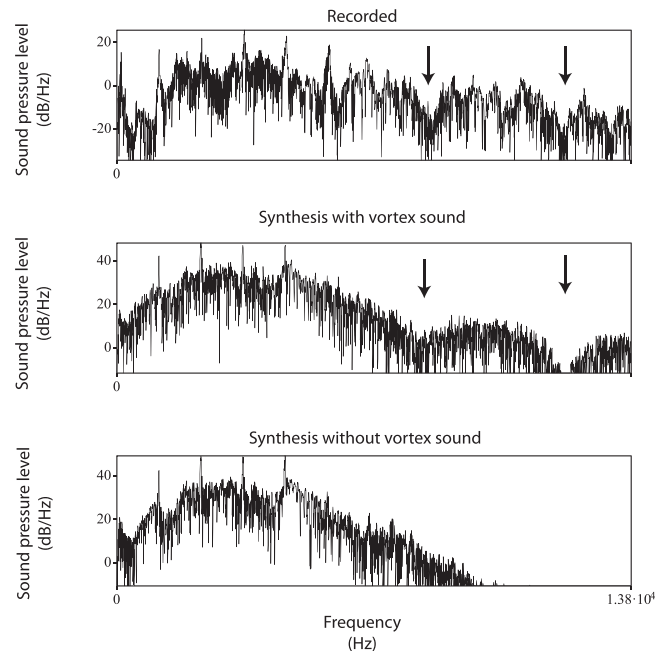 Recorded
Sound pressure level
(dB/Hz)
20
0
-20
0
Synthesis with vortex sound
Sound pressure level
(dB/Hz)
40
20
0
0
Synthesis without vortex sound
Sound pressure level
(dB/Hz)
40
20
0
0
1.38·10⁴
Frequency
(Hz)